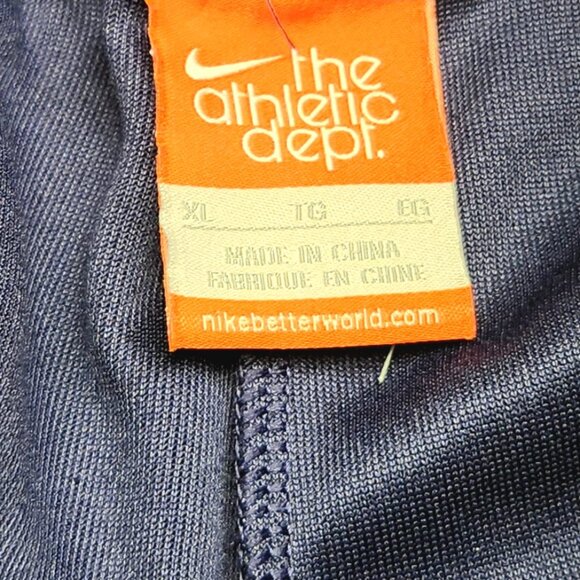 the
athletic
dept.
XL TG EG
MADE IN CHINA
FABRIQUE EN CHINE
nikebetterworld.com